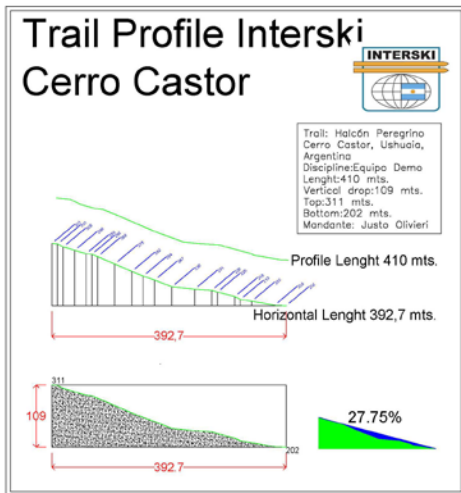 Trail Profile Interski
Cerro Castor
INTERSKI
Trail: Halcón Peregrino
Cerro Castor, Ushuaia,
Argentina
Discipline:Equipo Demo
Lenght:410 mts.
Vertical drop:109 mts.
Top:311 mts.
Bottom:202 mts.
Mandante: Justo Olivieri
Profile Lenght 410 mts.
Horizontal Lenght 392,7 mts.
392,7
311
109
202
392.7
27.75%